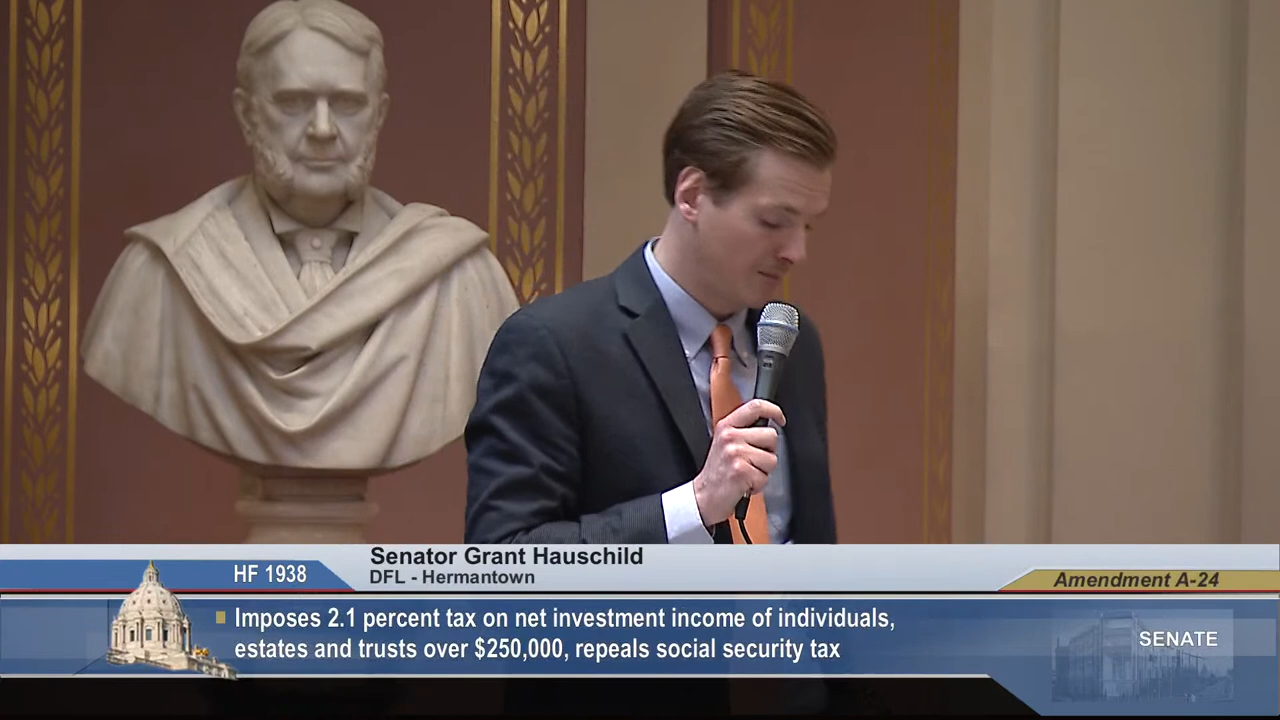 Senator Grant Hauschild
HF 1938
DFL - Hermantown
Amendment A-24
Imposes 2.1 percent tax on net investment income of individuals,
estates and trusts over $250,000, repeals social security tax
SENATE